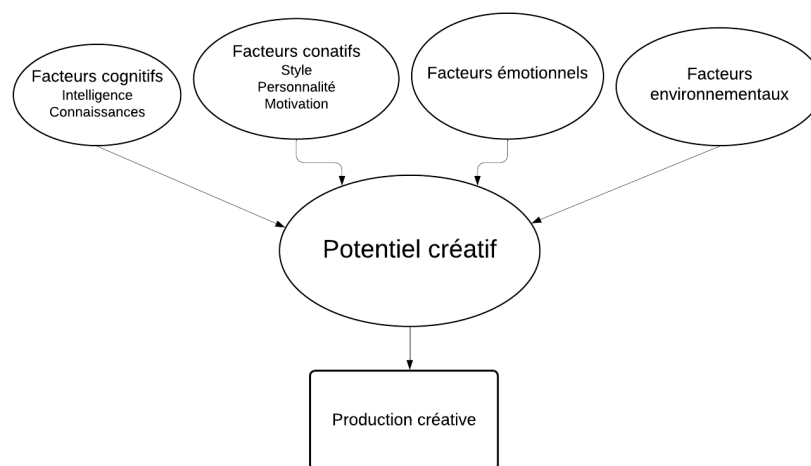 Facteurs cognitifs
Intelligence
Connaissances
Facteurs conatifs
Style
Personnalité
Motivation
Facteurs émotionnels
Facteurs
environnementaux
Potentiel créatif
Production créative